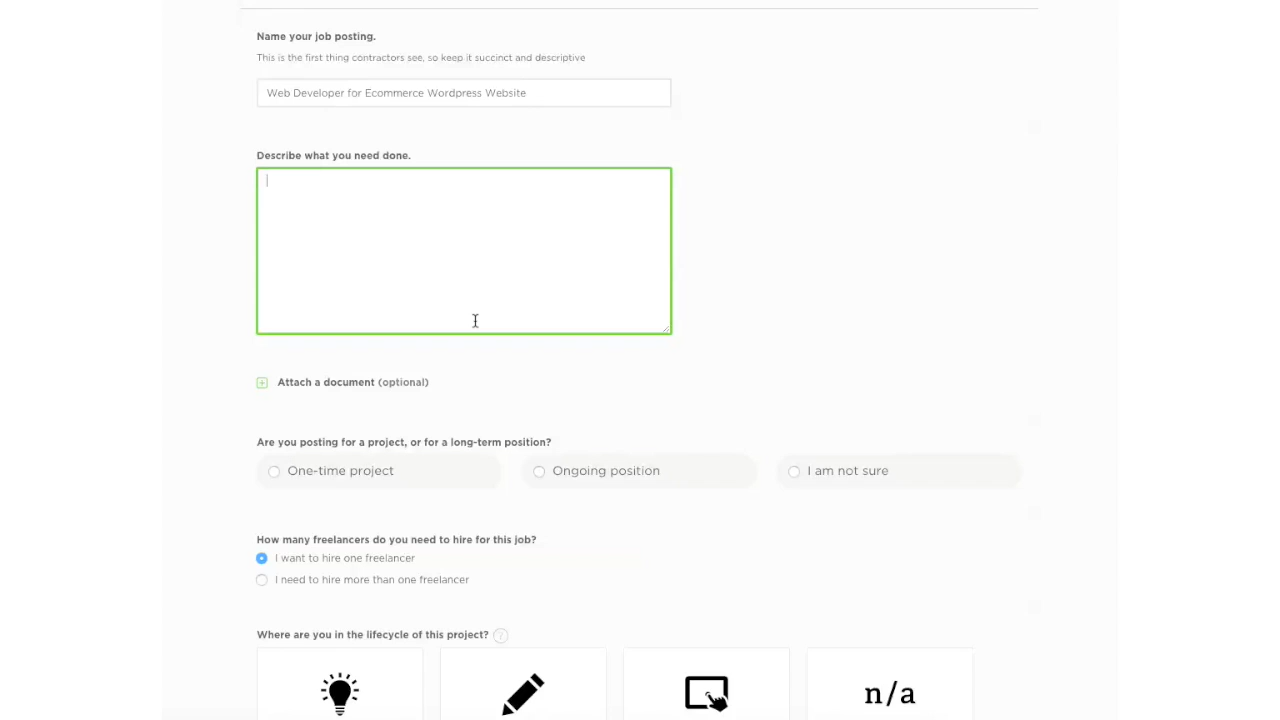 Name your job posting.
This is the first thing contractors see, so keep it succinct and descriptive
Web Developer for Ecommerce Wordpress Website
Describe what you need done.
Attach a document (optional)
Are you posting for a project, or for a long-term position?
One-time project Ongoing position I am not sure
How many freelancers do you need to hire for this job?
I want to hire one freelancer
I need to hire more than one freelancer
Where are you in the lifecycle of this project? ?
n/a